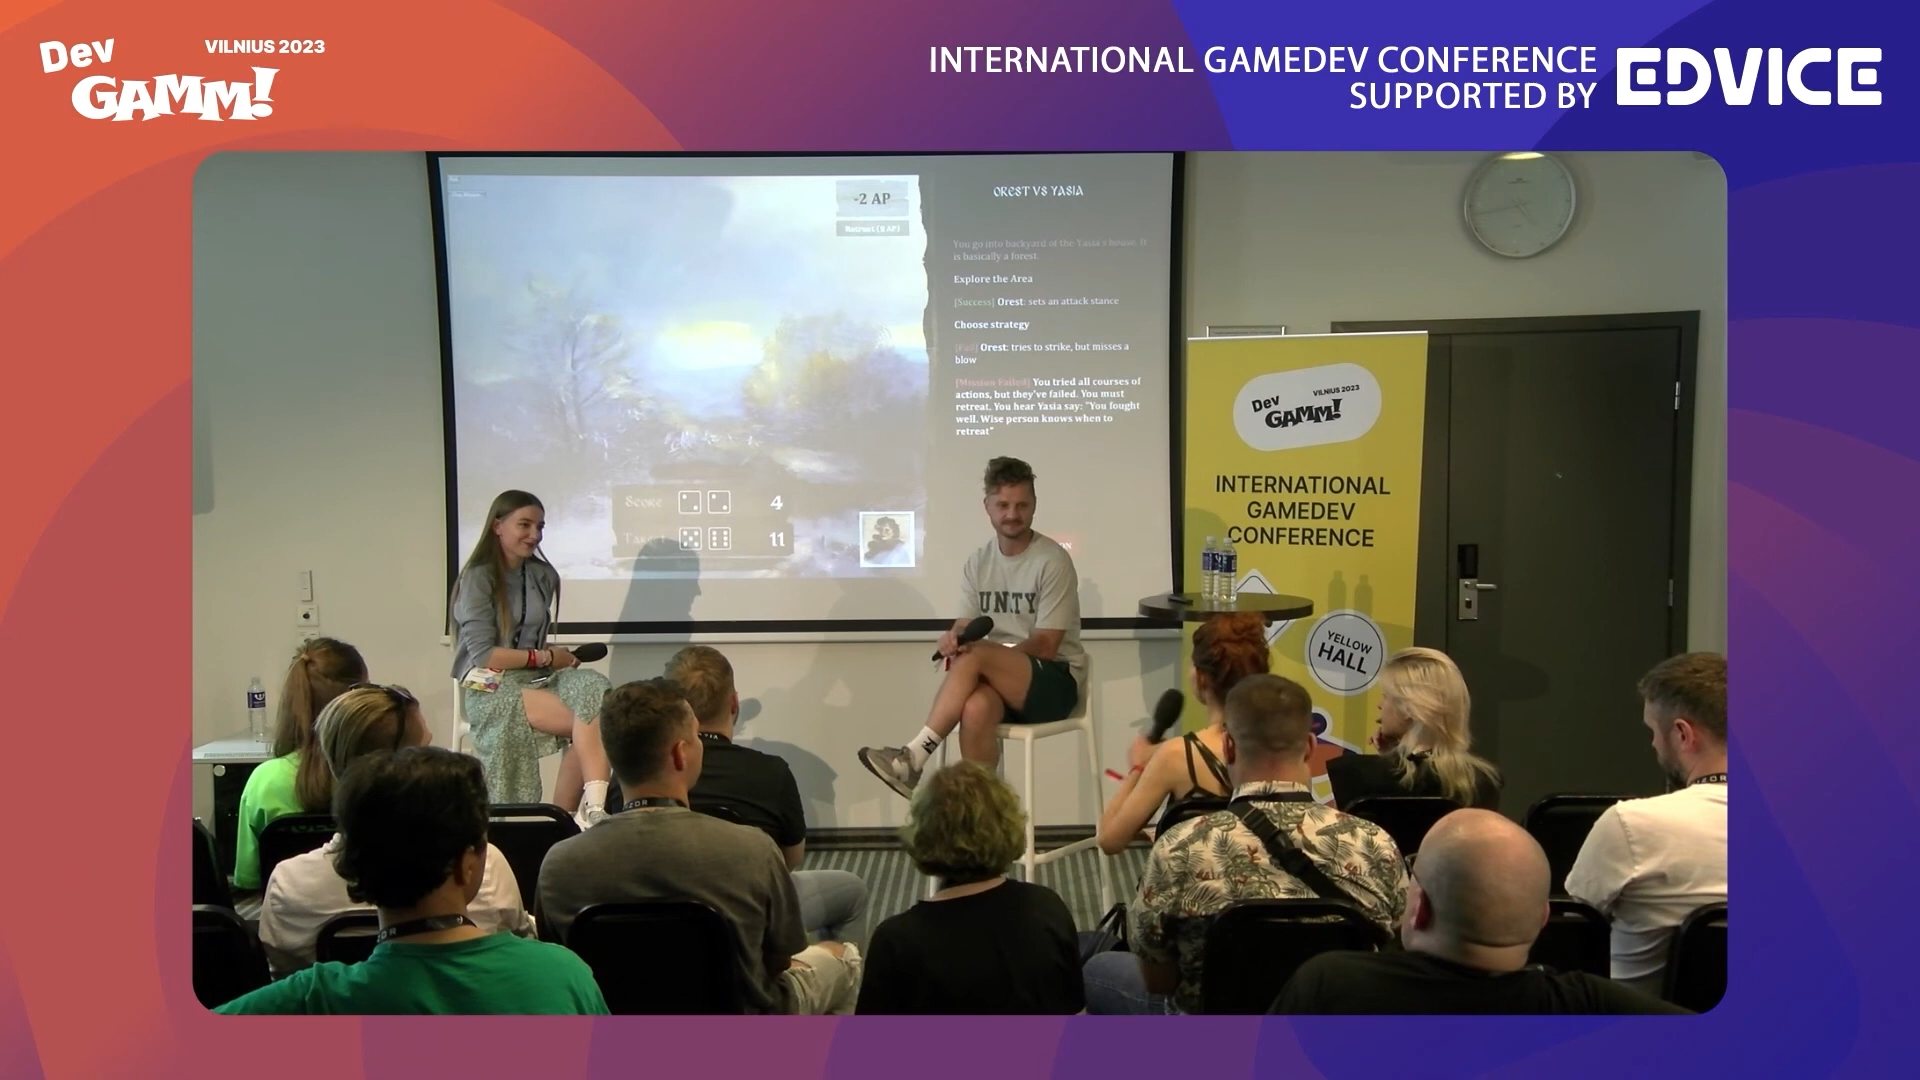 Dev
GAMM!
VILNIUS 2023
INTERNATIONAL GAMEDEV CONFERENCE
SUPPORTED BY
EDVICE
-2 AP
OREST VS YASIA
You go into backyard of the Yasia's house. It
is basically a forest.
Explore the Area
[Success] Orest: sets an attack stance
Choose strategy
[Fail] Orest: tries to strike, but misses a
blow
[Mission Failed] You tried all courses of
actions, but they've failed. You must
retreat. You hear Yasia say: "You fought
well. Wise person knows when to
retreat"
Score 4
11
UNITY
Dev
GAMM!
VILNIUS 2023
INTERNATIONAL
GAMEDEV
CONFERENCE
YELLOW
HALL